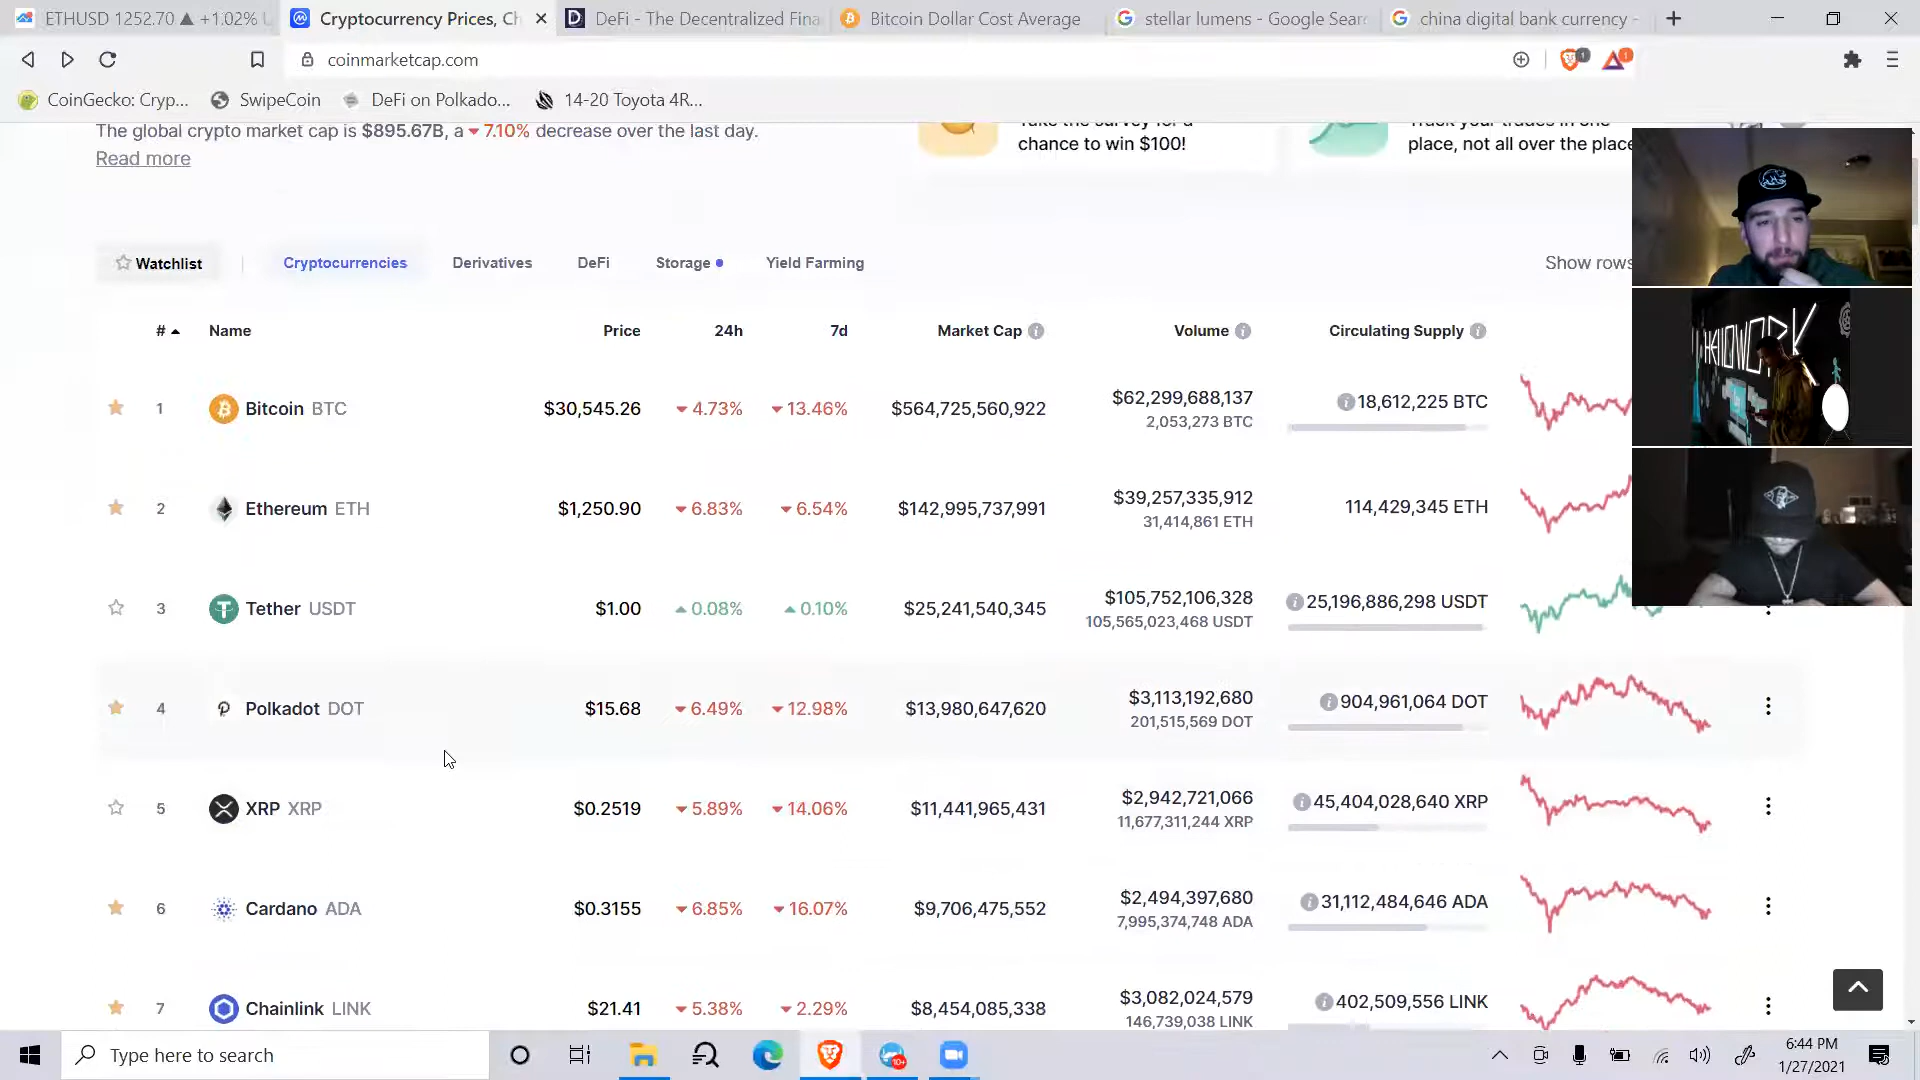 ETHUSD 1252.70 ▲ +1.02% U
Cryptocurrency Prices, Ch
DeFi - The Decentralized Fina
Bitcoin Dollar Cost Average
stellar lumens - Google Sear
china digital bank currency -
coinmarketcap.com
1
1
CoinGecko: Cryp...
SwipeCoin
DeFi on Polkado...
14-20 Toyota 4R...
The global crypto market cap is $895.67B, a ▾ 7.10% decrease over the last day.
Read more
Take the survey for a
chance to win $100!
Track your trades in one
place, not all over the place
Watchlist
Cryptocurrencies
Derivatives
DeFi
Storage
Yield Farming
Show rows
# Name Price 24h 7d Market Cap Volume Circulating Supply
1 Bitcoin BTC $30,545.26 ▾ 4.73% ▾ 13.46% $564,725,560,922 $62,299,688,137 18,612,225 BTC
2,053,273 BTC
2 Ethereum ETH $1,250.90 ▾ 6.83% ▾ 6.54% $142,995,737,991 $39,257,335,912 114,429,345 ETH
31,414,861 ETH
3 Tether USDT $1.00 ▴ 0.08% ▴ 0.10% $25,241,540,345 $105,752,106,328 25,196,886,298 USDT
105,565,023,468 USDT
4 Polkadot DOT $15.68 ▾ 6.49% ▾ 12.98% $13,980,647,620 $3,113,192,680 904,961,064 DOT
201,515,569 DOT
5 XRP XRP $0.2519 ▾ 5.89% ▾ 14.06% $11,441,965,431 $2,942,721,066 45,404,028,640 XRP
11,677,311,244 XRP
6 Cardano ADA $0.3155 ▾ 6.85% ▾ 16.07% $9,706,475,552 $2,494,397,680 31,112,484,646 ADA
7,995,374,748 ADA
7 Chainlink LINK $21.41 ▾ 5.38% ▾ 2.29% $8,454,085,338 $3,082,024,579 402,509,556 LINK
146,739,038 LINK
HELLOWORK
Type here to search
10+
6:44 PM
1/27/2021